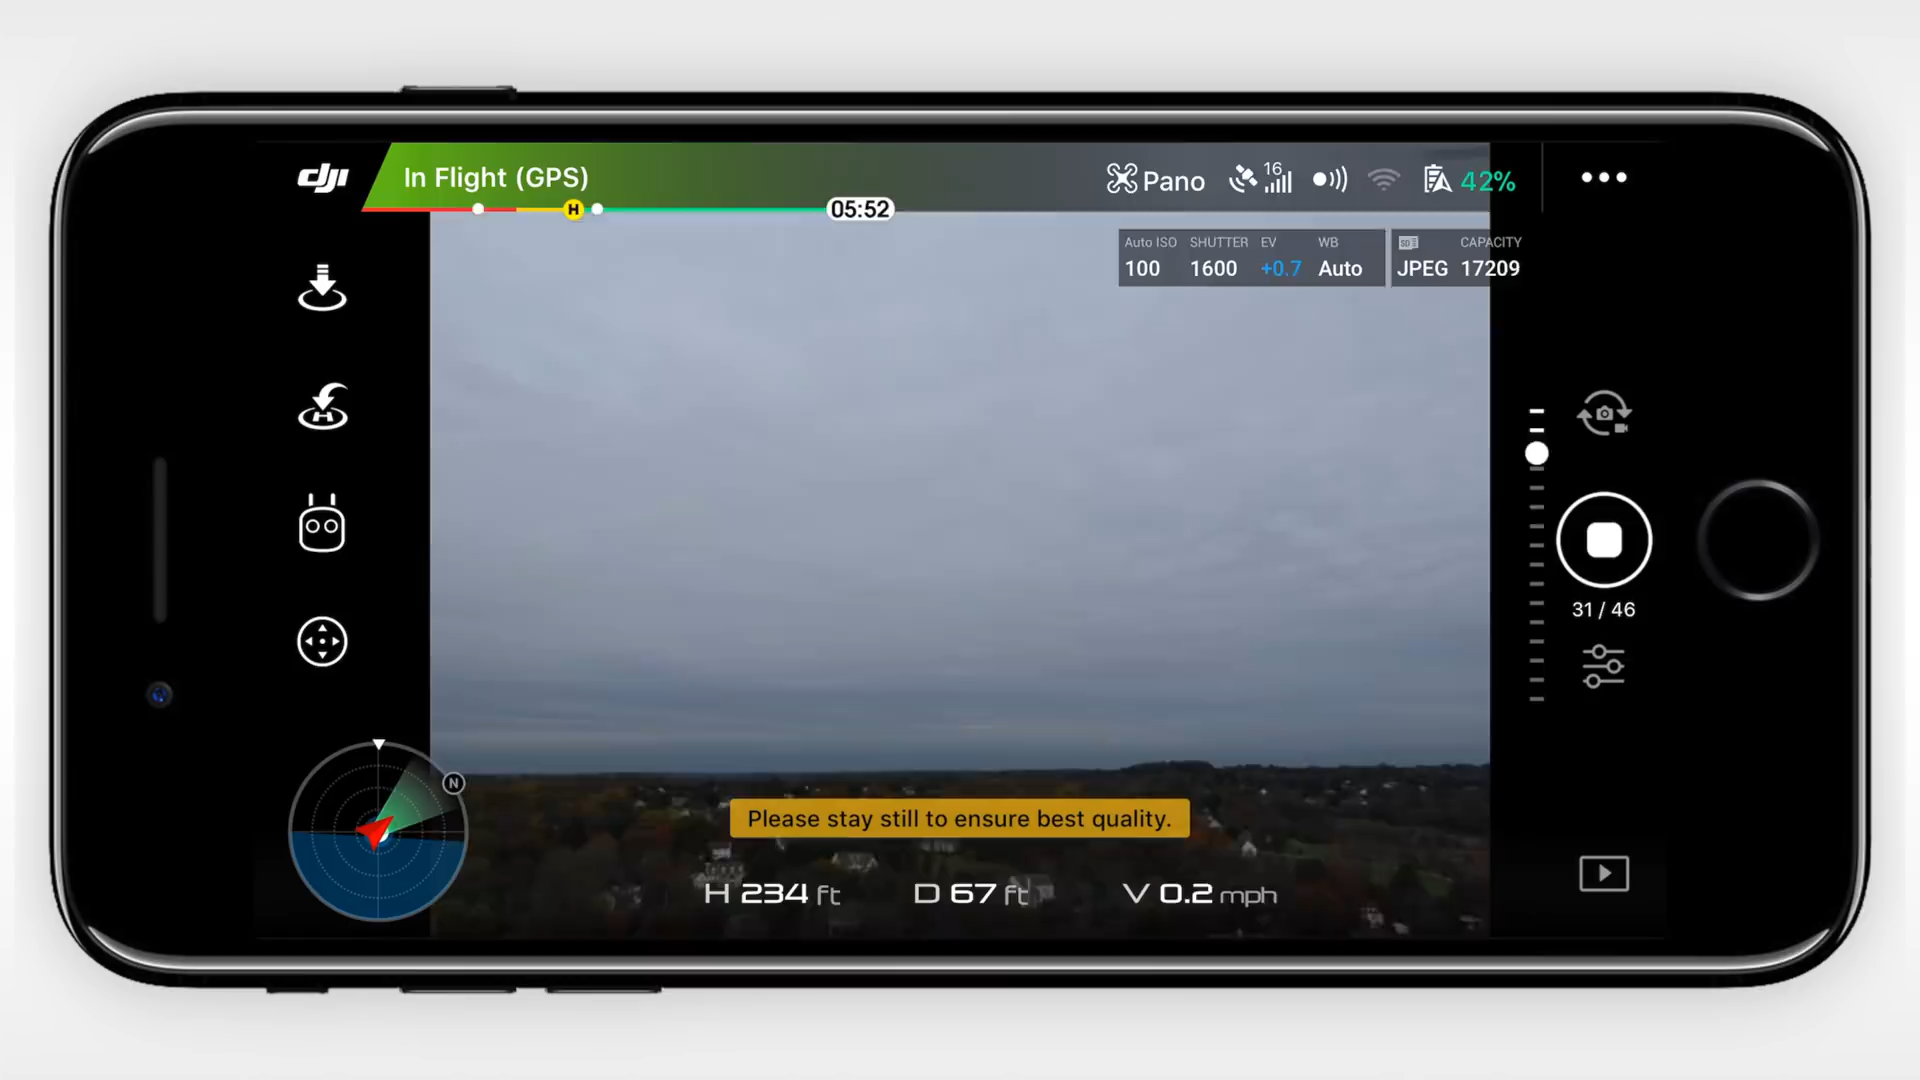 dji
In Flight (GPS)
Pano
16
42%
H
05:52
Auto ISO SHUTTER EV WB
100 1600 +0.7 Auto
SD CAPACITY
JPEG 17209
H
31 / 46
N
Please stay still to ensure best quality.
H 234 ft D 67 ft V 0.2 mph